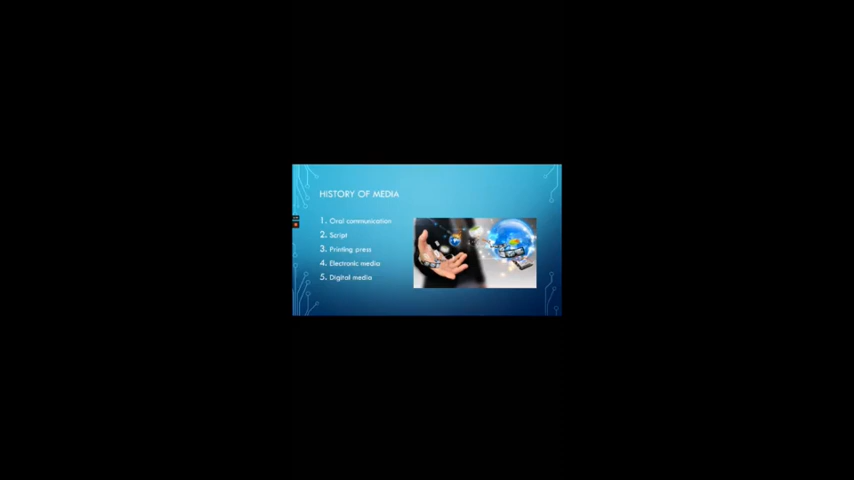 HISTORY OF MEDIA
1. Oral communication
2. Script
3. Printing press
4. Electronic media
5. Digital media